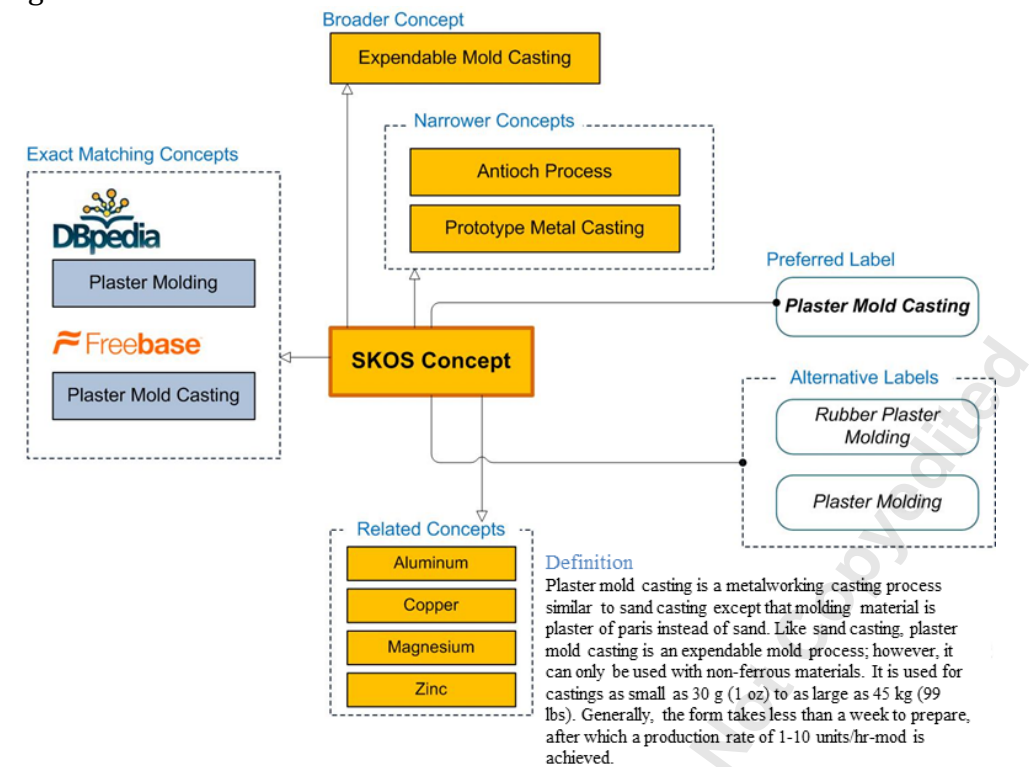 Broader Concept
Expendable Mold Casting
Narrower Concepts
Antioch Process
Prototype Metal Casting
Exact Matching Concepts
DBpedia
Plaster Molding
Freebase
Plaster Mold Casting
SKOS Concept
Preferred Label
Plaster Mold Casting
Alternative Labels
Rubber Plaster
Molding
Plaster Molding
Related Concepts
Aluminum
Copper
Magnesium
Zinc
Definition
Plaster mold casting is a metalworking casting process
similar to sand casting except that molding material is
plaster of paris instead of sand. Like sand casting, plaster
mold casting is an expendable mold process; however, it
can only be used with non-ferrous materials. It is used for
castings as small as 30 g (1 oz) to as large as 45 kg (99
lbs). Generally, the form takes less than a week to prepare,
after which a production rate of 1-10 units/hr-mod is
achieved.
Not Copyedited